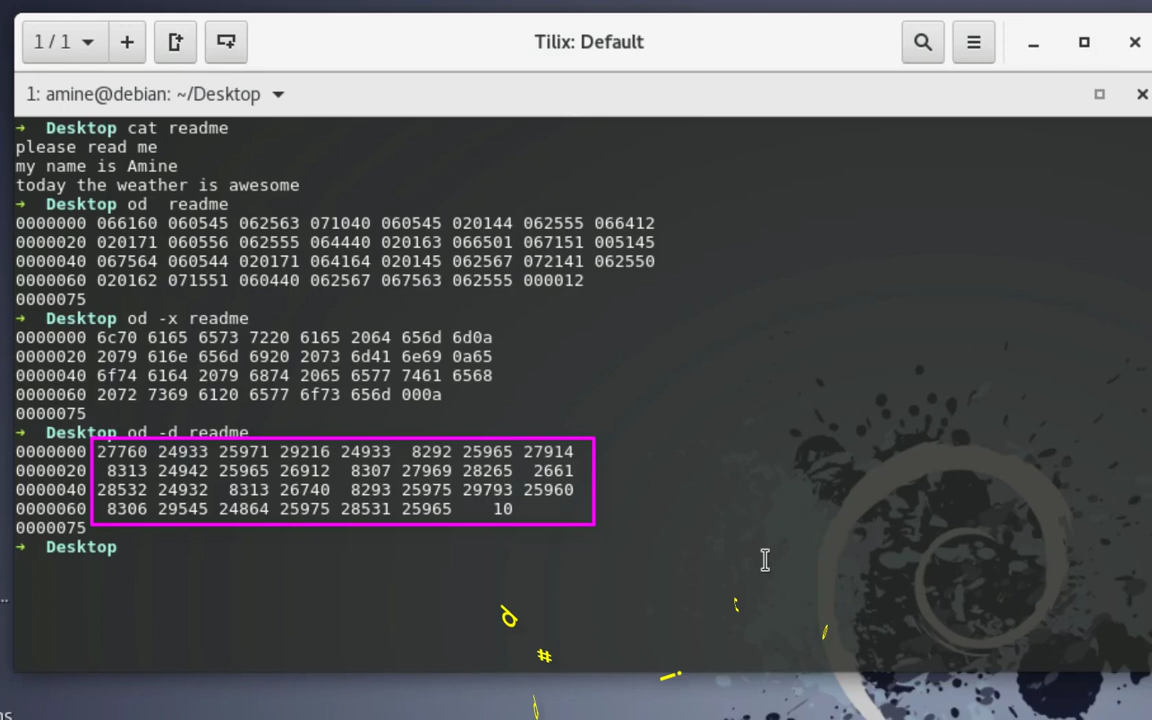 1 / 1
Tilix: Default
1: amine@debian: ~/Desktop
➜ Desktop cat readme
please read me
my name is Amine
today the weather is awesome
➜ Desktop od  readme
0000000 066160 060545 062563 071040 060545 020144 062555 066412
0000020 020171 060556 062555 064440 020163 066501 067151 005145
0000040 067564 060544 020171 064164 020145 062567 072141 062550
0000060 020162 071551 060440 062567 067563 062555 000012
0000075
➜ Desktop od -x readme
0000000 6c70 6165 6573 7220 6165 2064 656d 6d0a
0000020 2079 616e 656d 6920 2073 6d41 6e69 0a65
0000040 6f74 6164 2079 6874 2065 6577 7461 6568
0000060 2072 7369 6120 6577 6f73 656d 000a
0000075
➜ Desktop od -d readme
0000000 27760 24933 25971 29216 24933  8292 25965 27914
0000020  8313 24942 25965 26912  8307 27969 28265  2661
0000040 28532 24932  8313 26740  8293 25975 29793 25960
0000060  8306 29545 24864 25975 28531 25965    10
0000075
➜ Desktop
d
#